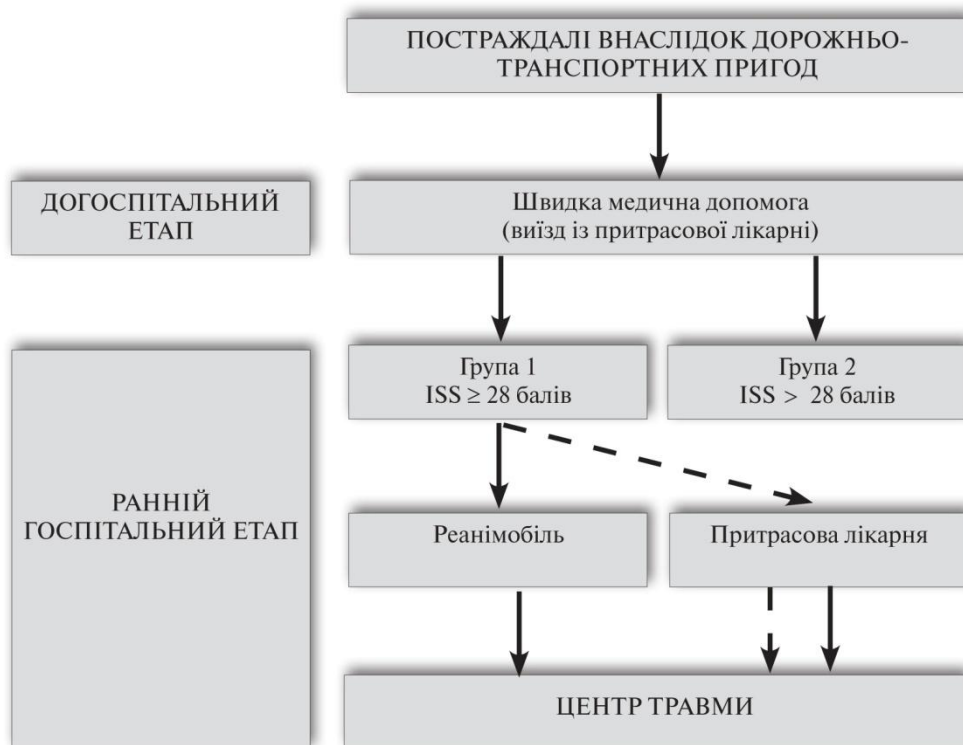 ПОСТРАЖДАЛІ ВНАСЛІДОК ДОРОЖНЬО-
ТРАНСПОРТНИХ ПРИГОД
ДОГОСПІТАЛЬНИЙ
ЕТАП
Швидка медична допомога
(виїзд із притрасової лікарні)
Група 1
ISS ≥ 28 балів
Група 2
ISS > 28 балів
РАННІЙ
ГОСПІТАЛЬНИЙ ЕТАП
Реанімобіль
Притрасова лікарня
ЦЕНТР ТРАВМИ